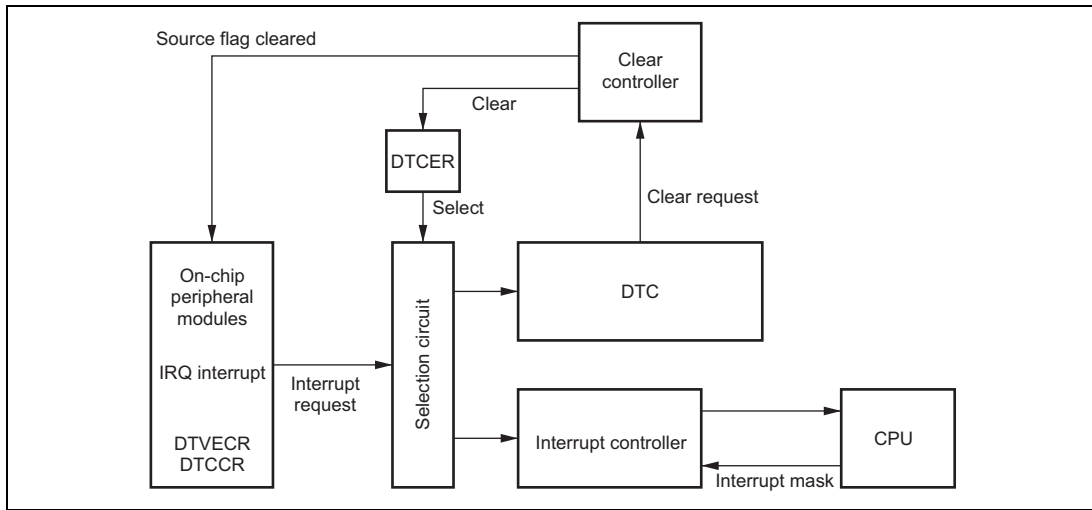 Source flag cleared
Clear
controller
Clear
DTCER
Select
Clear request
On-chip
peripheral
modules
IRQ interrupt
DTVECR
DTCCR
Interrupt
request
Selection circuit
DTC
Interrupt controller
CPU
Interrupt mask